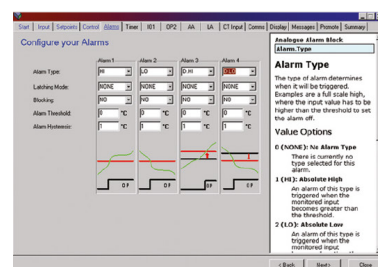 Start Input Setpoints Control Alarms Timer IO1 OP2 AA LA CT Input Comms Display Messages Promote Summary
Configure your Alarms
Alarm 1 Alarm 2 Alarm 3 Alarm 4
Alarm Type: HI LO D.HI
Latching Mode: NONE NONE NONE NONE
Blocking: NO NO NO NO
Alarm Threshold: 0 °C 0 °C 0 °C 0 °C
Alarm Hysteresis: 1 °C 1 °C 1 °C 1 °C
OP OP OP OP
Analogue Alarm Block
Alarm.Type
Alarm Type
The type of alarm determines
when it will be triggered.
Examples are a full scale high,
where the input value has to be
higher than the threshold to set
the alarm off.
Value Options
0 (NONE): No Alarm Type
There is currently no
type selected for this
alarm.
1 (HI): Absolute High
An alarm of this type is
triggered when the
monitored input
becomes greater than
the threshold.
2 (LO): Absolute Low
An alarm of this type is
triggered when the
monitored input
< Back Next > Close